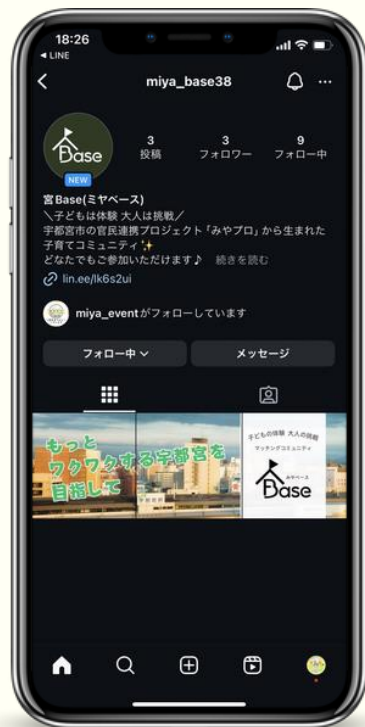 18:26
◀ LINE
miya_base38
Base
NEW
3
投稿
3
フォロワー
9
フォロー中
宮Base(ミヤベース)
＼子どもは体験 大人は挑戦／
宇都宮市の官民連携プロジェクト「みやプロ」から生まれた
子育てコミュニティ✨
どなたでもご参加いただけます♪ 続きを読む
lin.ee/lk6s2ui
miya_eventがフォローしています
フォロー中
メッセージ
もっと
ワクワクする宇都宮を
目指して
宇都宮駅
子どもの体験 大人の挑戦
マッチングコミュニティ
みやベース
Base